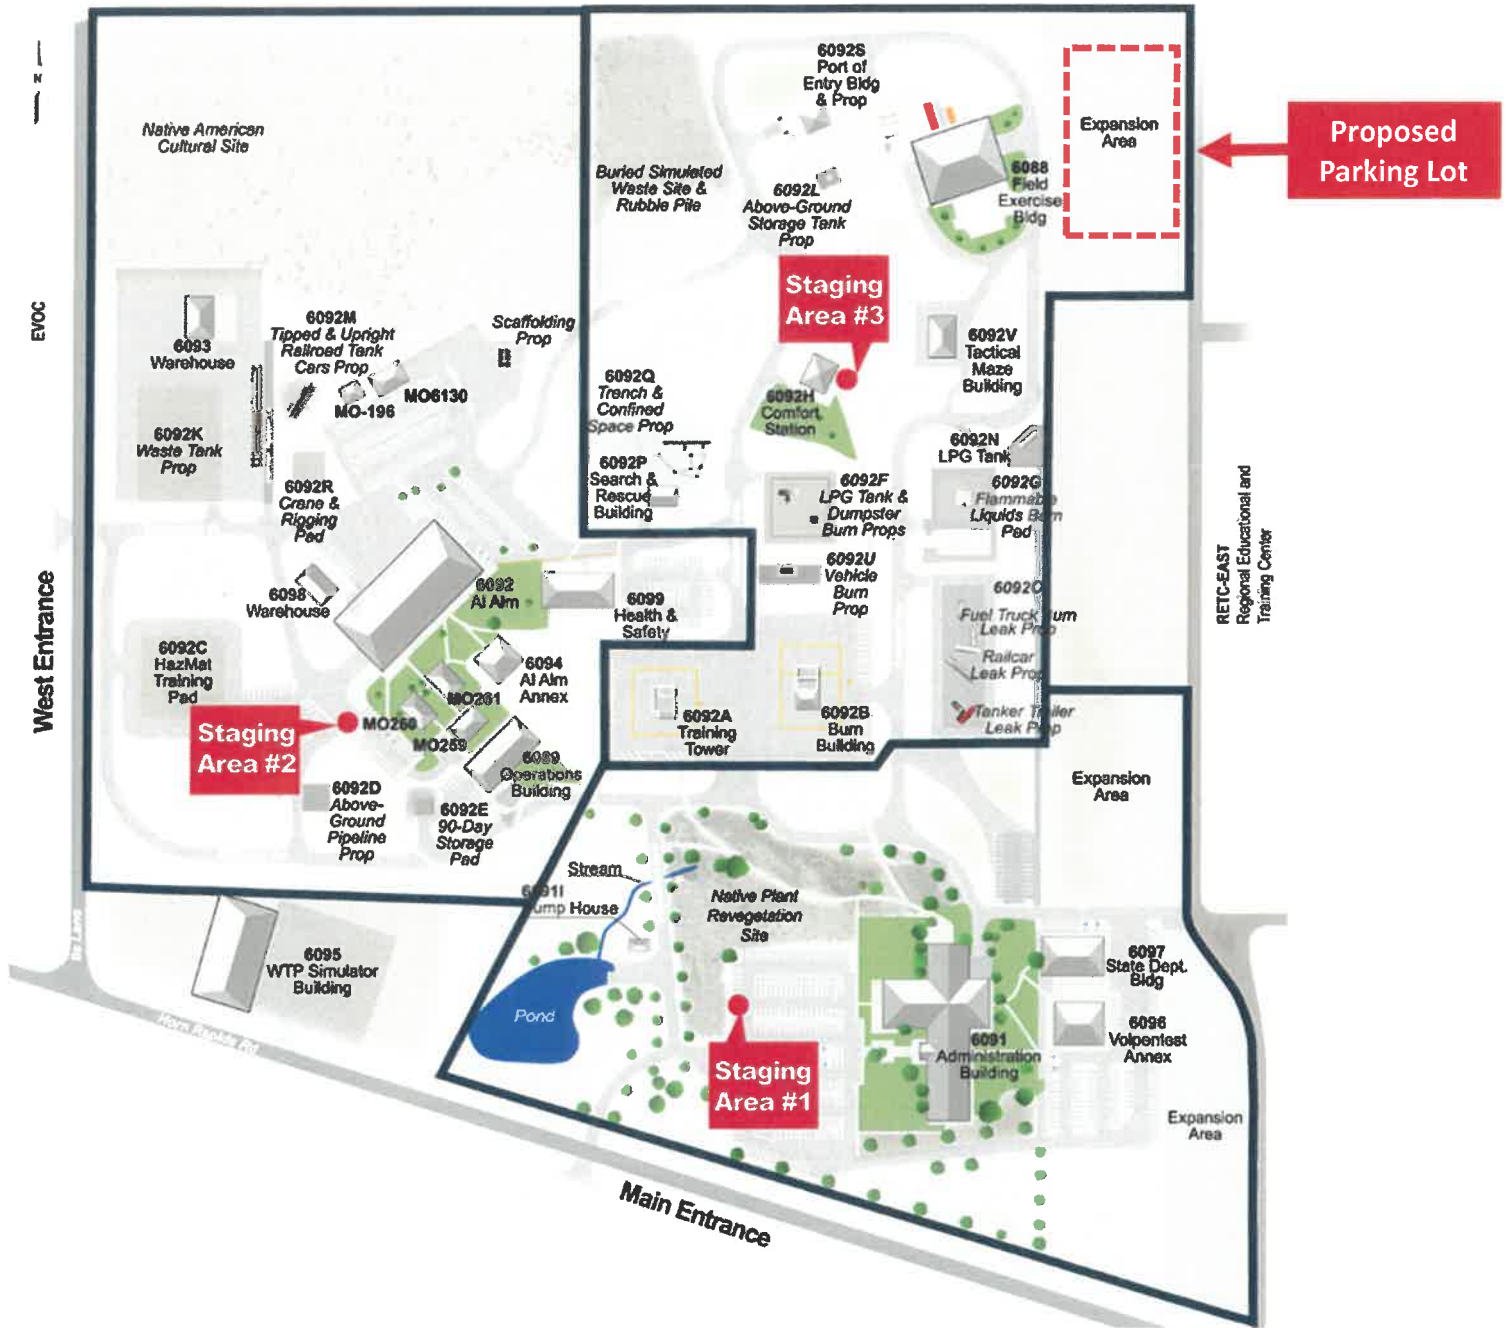 N
Native American
Cultural Site
6092S
Port of
Entry Bldg
& Prop
Expansion
Area
Proposed
Parking Lot
Buried Simulated
Waste Site &
Rubble Pile
6092L
Above-Ground
Storage Tank
Prop
6088
Field
Exercise
Bldg
Staging
Area #3
EVOC
6093
Warehouse
6092M
Tipped & Upright
Railroad Tank
Cars Prop
Scaffolding
Prop
MO-196
MO6130
6092Q
Trench &
Confined
Space Prop
6092H
Comfort
Station
6092V
Tactical
Maze
Building
6092K
Waste Tank
Prop
6092R
Crane &
Rigging
Pad
6092P
Search &
Rescue
Building
6092F
LPG Tank &
Dumpster
Burn Props
6092N
LPG Tank
6092G
Flammable
Liquids Burn
Pad
RETC-EAST
Regional Educational and
Training Center
West Entrance
6098
Warehouse
6092
Al Alm
6099
Health &
Safety
6092U
Vehicle
Burn
Prop
Fuel Truck
Leak Prop
Railcar
Leak Prop
Tanker Trailer
Leak Prop
6092C
HazMat
Training
Pad
6094
Al Alm
Annex
MO261
MO260
MO259
Staging
Area #2
6092A
Training
Tower
6092B
Burn
Building
6089
Operations
Building
6092D
Above-
Ground
Pipeline
Prop
6092E
90-Day
Storage
Pad
Expansion
Area
Stream
House
Native Plant
Revegetation
Site
6095
WTP Simulator
Building
Horn Rapids Rd
Pond
Staging
Area #1
6091
Administration
Building
6097
State Dept.
Bldg
6096
Volpentest
Annex
Expansion
Area
Main Entrance